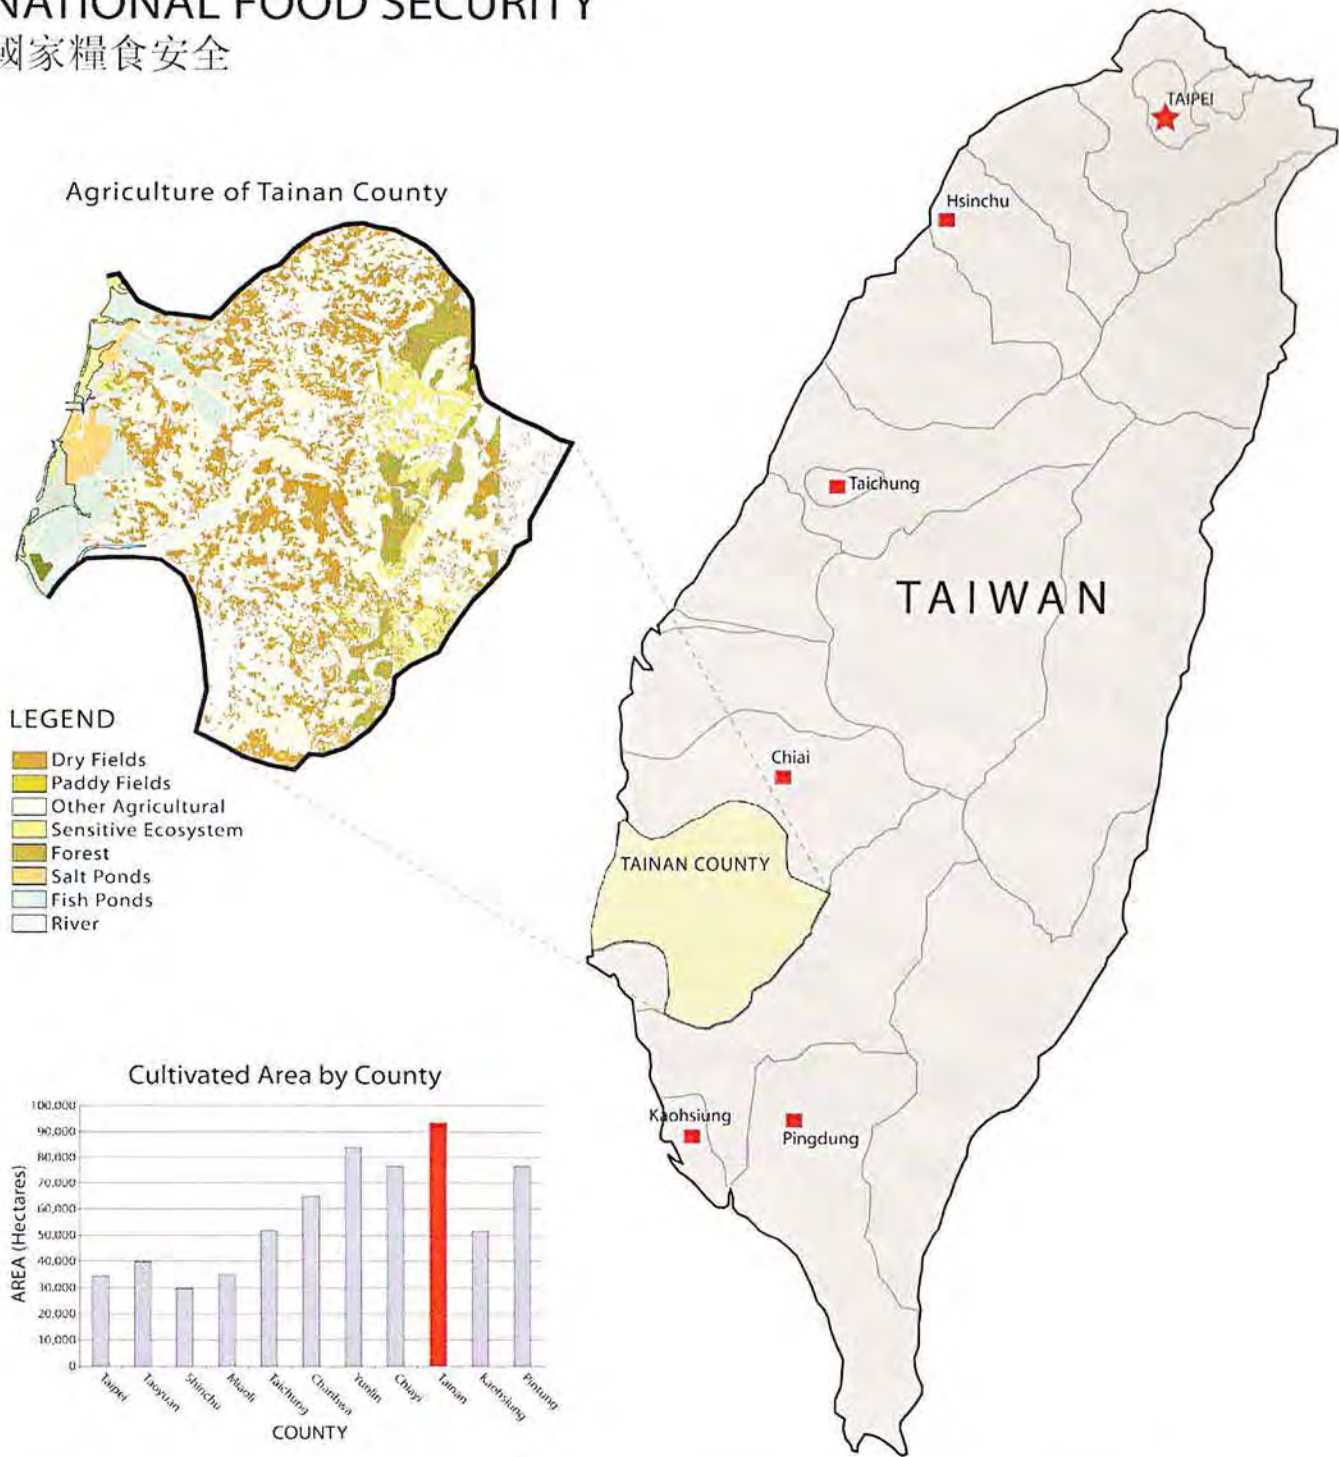 NATIONAL FOOD SECURITY
國家糧食安全
Agriculture of Tainan County
LEGEND
Dry Fields
Paddy Fields
Other Agricultural
Sensitive Ecosystem
Forest
Salt Ponds
Fish Ponds
River
TAIPEI
Hsinchu
Taichung
TAIWAN
Chiai
TAINAN COUNTY
Kaohsiung
Pingdung
Cultivated Area by County
AREA (Hectares)
100,000
90,000
80,000
70,000
60,000
50,000
40,000
30,000
20,000
10,000
0
Taipei
Taoyuan
Shinchu
Miaoli
Taichung
Chanhwa
Yunlin
Chiayi
Tainan
Kaohsiung
Pintung
COUNTY